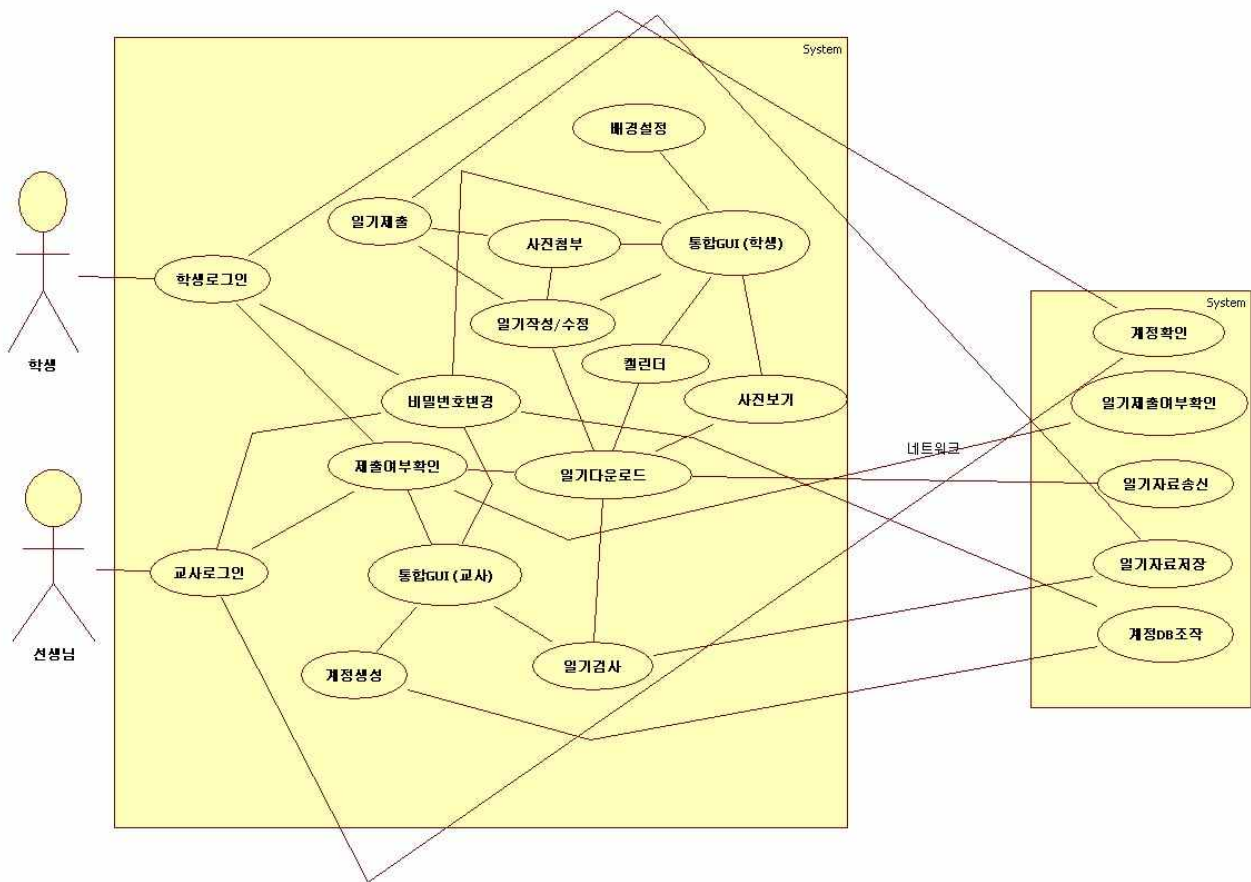 System
배경설정
일기제출
사진첨부
통합GUI (학생)
학생로그인
학생
일기작성/수정
캘린더
비밀번호변경
사진보기
제출여부확인
일기다운로드
네트워크
선생님
교사로그인
통합GUI (교사)
일기검사
계정생성
System
계정확인
일기제출여부확인
일기자료송신
일기자료저장
계정DB조작